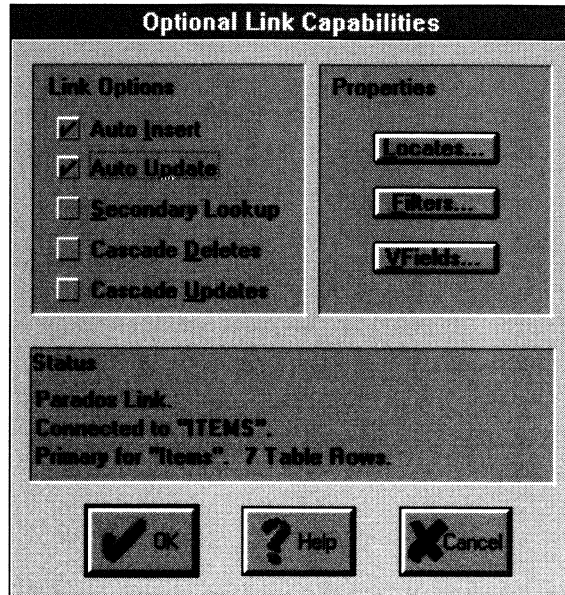 Optional Link Capabilities
Link Options
Auto Insert
Auto Update
Secondary Lookup
Cascade Deletes
Cascade Updates
Properties
Locates...
Filters...
VFields...
Status
Paradox Link.
Connected to "ITEMS".
Primary for "Items". 7 Table Rows.
OK
Help
Cancel